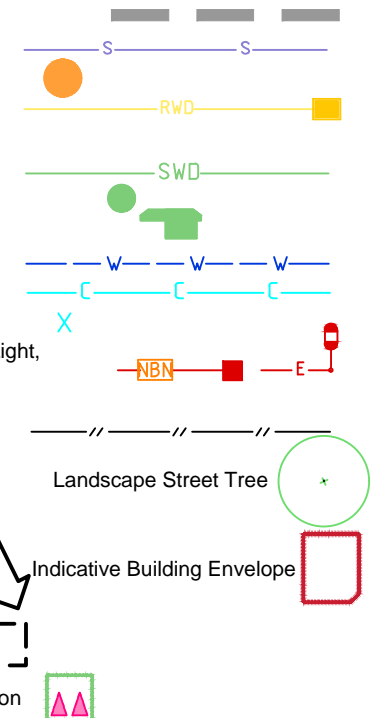 S S
RWD
SWD
W W W
C C C
X
ight,
NBN E
// // //
Landscape Street Tree
Indicative Building Envelope
on